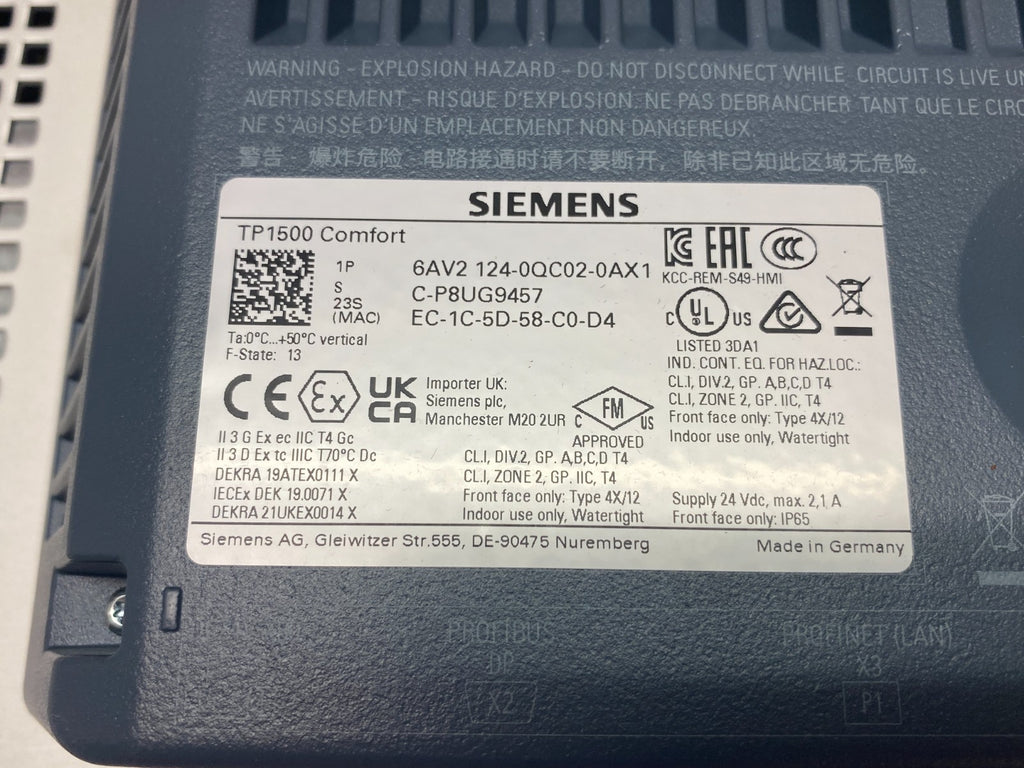 WARNING - EXPLOSION HAZARD - DO NOT DISCONNECT WHILE CIRCUIT IS LIVE UN
AVERTISSEMENT - RISQUE D'EXPLOSION: NE PAS DEBRANCHER TANT QUE LE CIRC
NE S'AGISSE D'UN EMPLACEMENT NON DANGEREUX.
警告 - 爆炸危险 - 电路接通时请不要断开，除非已知此区域无危险。
SIEMENS
TP1500 Comfort
1P 6AV2 124-0QC02-0AX1
S C-P8UG9457
23S (MAC) EC-1C-5D-58-C0-D4
Ta:0°C...+50°C vertical
F-State: 13
KC EAC CCC
KCC-REM-S49-HMI
C UL US
LISTED 3DA1
IND. CONT. EQ. FOR HAZ.LOC.:
CL.I, DIV.2, GP. A,B,C,D T4
CL.I, ZONE 2, GP. IIC, T4
Front face only: Type 4X/12
Indoor use only, Watertight
CE Ex UK CA
Importer UK:
Siemens plc,
Manchester M20 2UR
C FM US
APPROVED
II 3 G Ex ec IIC T4 Gc
II 3 D Ex tc IIIC T70°C Dc
DEKRA 19ATEX0111 X
IECEx DEK 19.0071 X
DEKRA 21UKEX0014 X
CL.I, DIV.2, GP. A,B,C,D T4
CL.I, ZONE 2, GP. IIC, T4
Front face only: Type 4X/12
Indoor use only, Watertight
Supply 24 Vdc, max. 2,1 A
Front face only: IP65
Siemens AG, Gleiwitzer Str.555, DE-90475 Nuremberg
Made in Germany
PROFIBU
DP
X2
PROFINET (LAN)
X3
P1